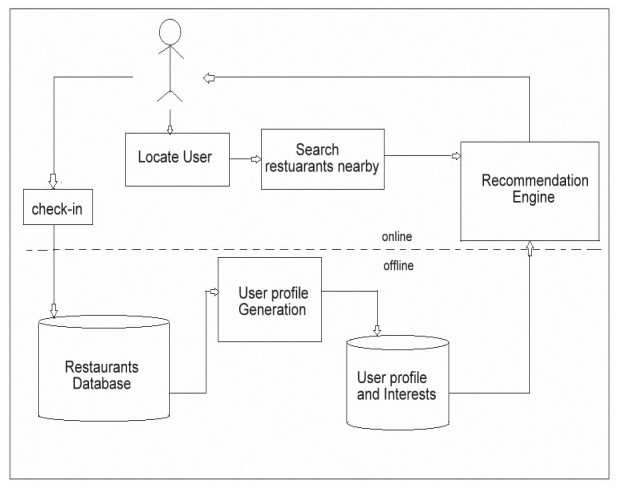 Locate User
Search
restuarants nearby
Recommendation
Engine
check-in
online
offline
User profile
Generation
Restaurants
Database
User profile
and Interests